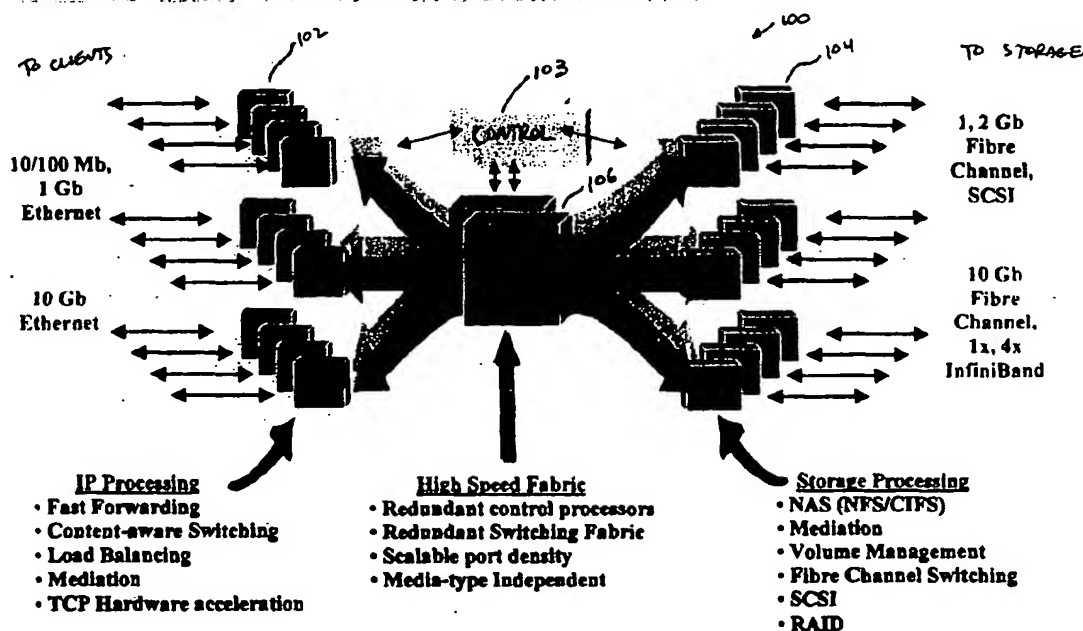 100
102
103
104
TO CLIENTS
TO STORAGE
CONTROL
106
10/100 Mb,
1 Gb
Ethernet
1, 2 Gb
Fibre
Channel,
SCSI
10 Gb
Ethernet
10 Gb
Fibre
Channel,
1x, 4x
InfiniBand
IP Processing
• Fast Forwarding
• Content-aware Switching
• Load Balancing
• Mediation
• TCP Hardware acceleration
High Speed Fabric
• Redundant control processors
• Redundant Switching Fabric
• Scalable port density
• Media-type Independent
Storage Processing
• NAS (NFS/CIFS)
• Mediation
• Volume Management
• Fibre Channel Switching
• SCSI
• RAID